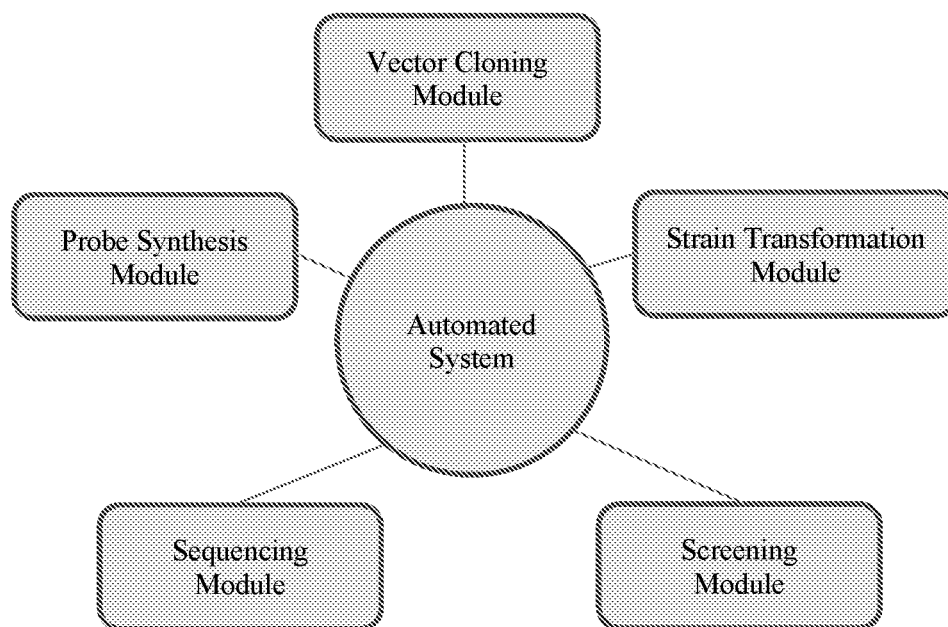 Vector Cloning
Module
Probe Synthesis
Module
Strain Transformation
Module
Automated
System
Sequencing
Module
Screening
Module